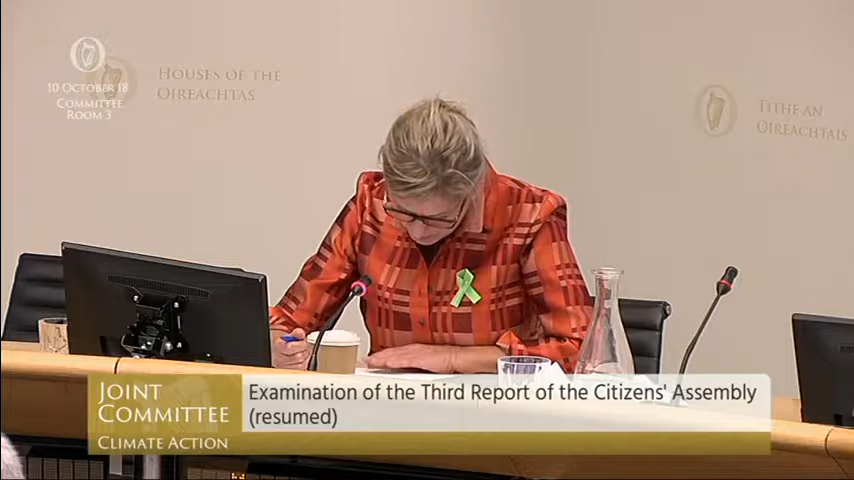 10 October 18
Committee
Room 3
Houses of the
Oireachtas
Tithe an
Oireachtais
Joint
Committee
Climate Action
Examination of the Third Report of the Citizens' Assembly
(resumed)